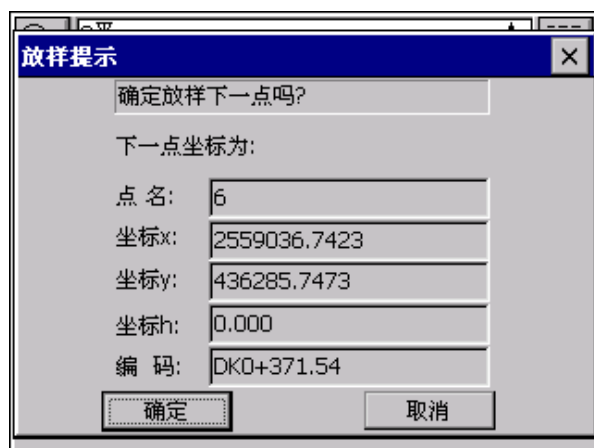 放样提示
确定放样下一点吗?
下一点坐标为:
点 名: 6
坐标x: 2559036.7423
坐标y: 436285.7473
坐标h: 0.000
编 码: DK0+371.54
确定 取消